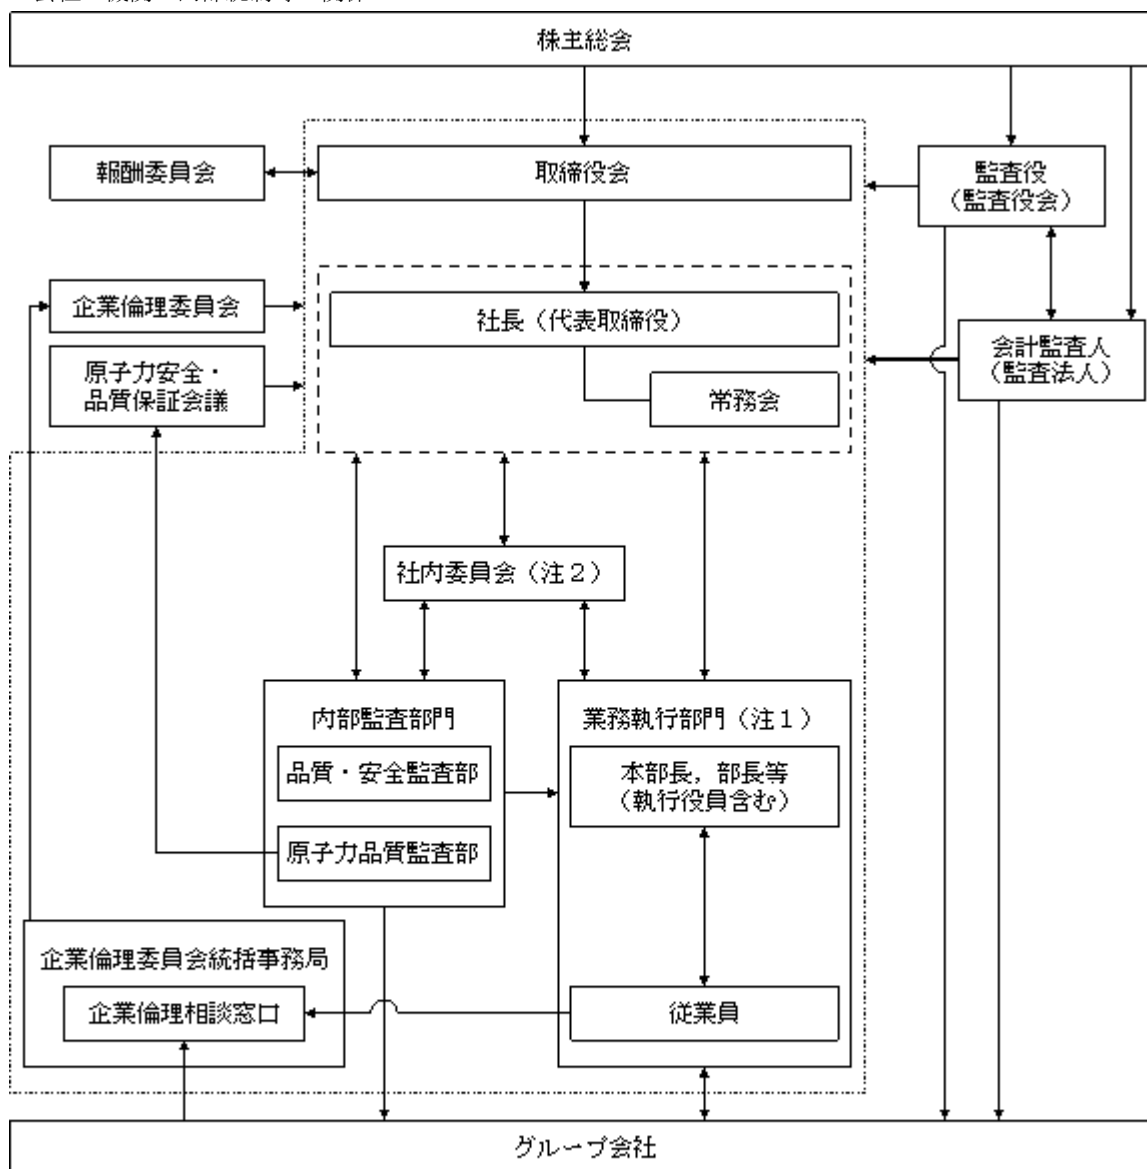 株主総会
報酬委員会
取締役会
監査役
（監査役会）
企業倫理委員会
社長（代表取締役）
会計監査人
（監査法人）
原子力安全・
品質保証会議
常務会
社内委員会（注２）
内部監査部門
業務執行部門（注１）
品質・安全監査部
本部長，部長等
（執行役員含む）
原子力品質監査部
企業倫理委員会統括事務局
企業倫理相談窓口
従業員
グループ会社